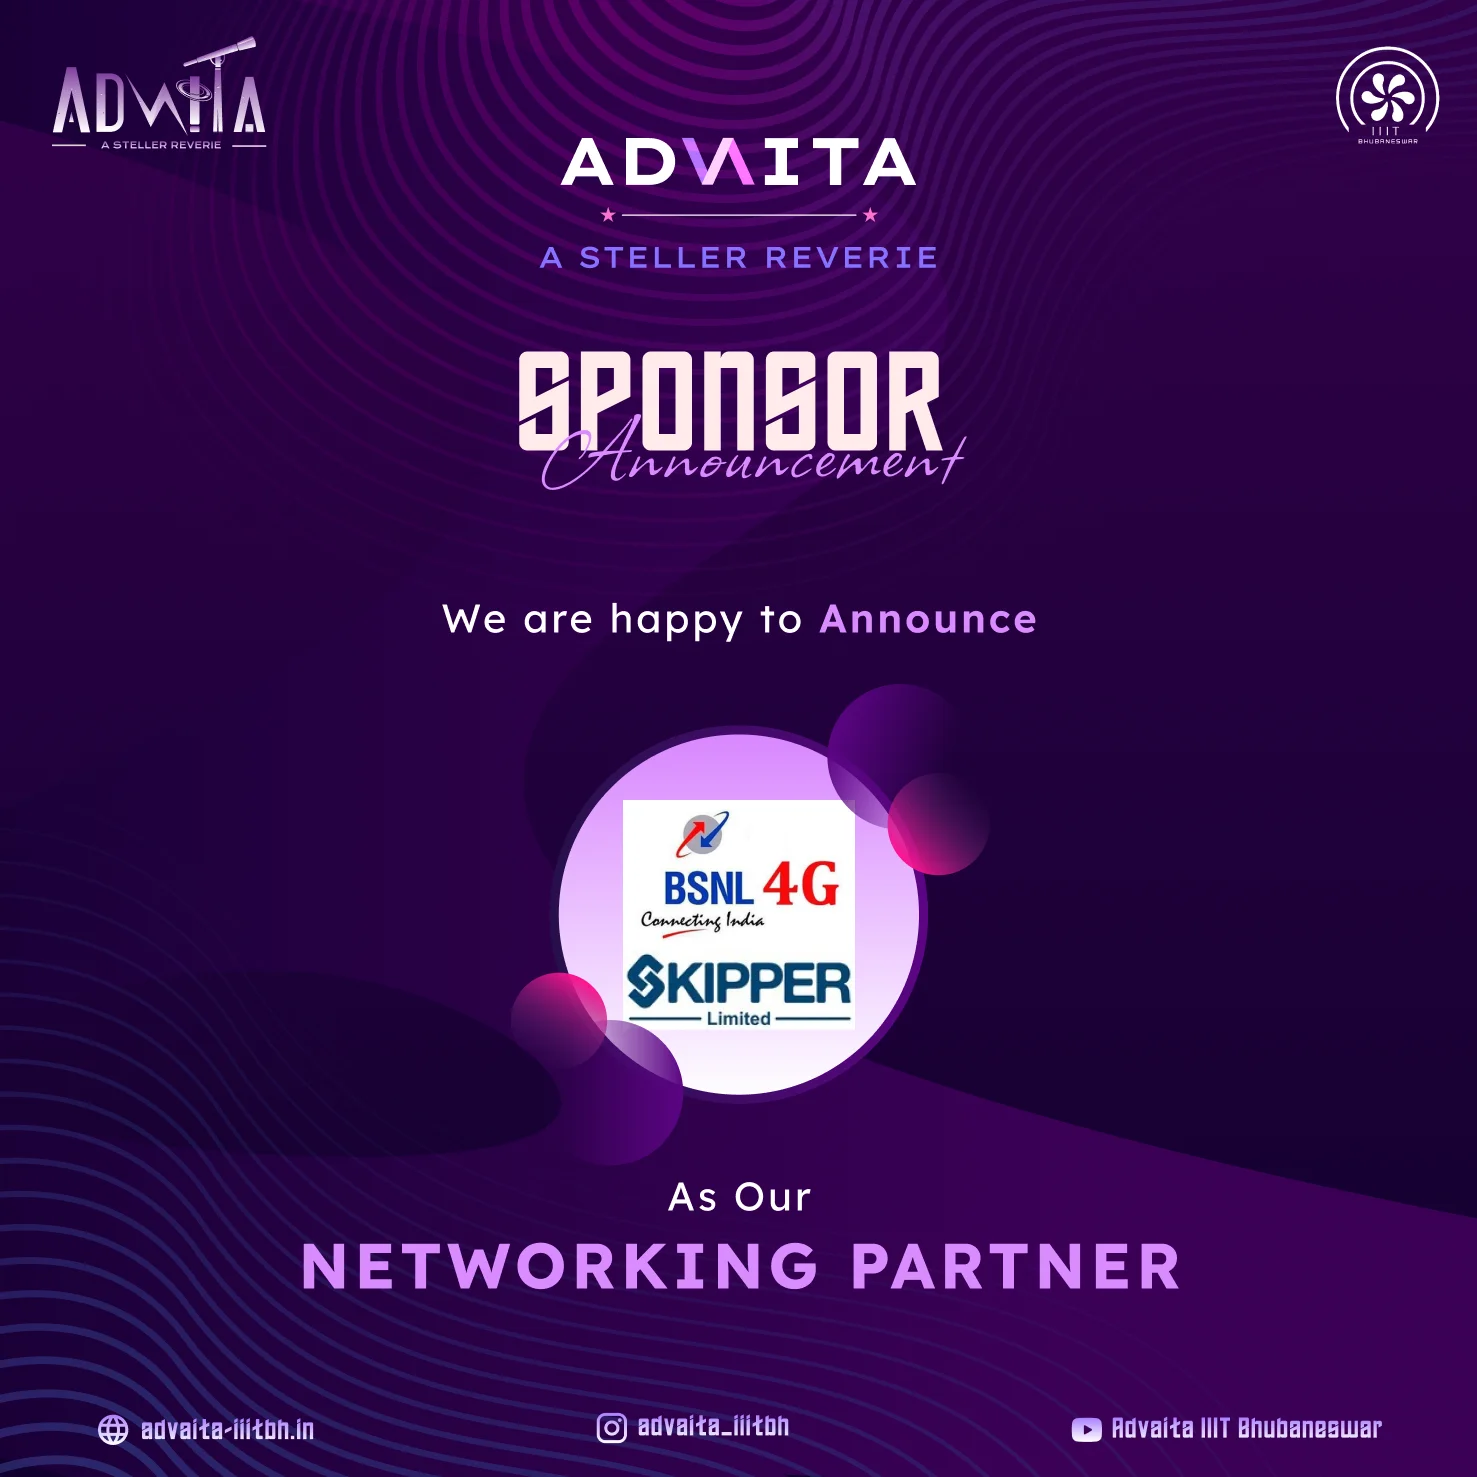 ADVAITA
A STELLER REVERIE
IIIT
BHUBANESWAR
ADVAITA
A STELLER REVERIE
SPONSOR
Announcement
We are happy to Announce
BSNL 4G
Connecting India
SKIPPER
Limited
As Our
NETWORKING PARTNER
advaita-iiitbh.in
advaita_iiitbh
Advaita IIIT Bhubaneswar